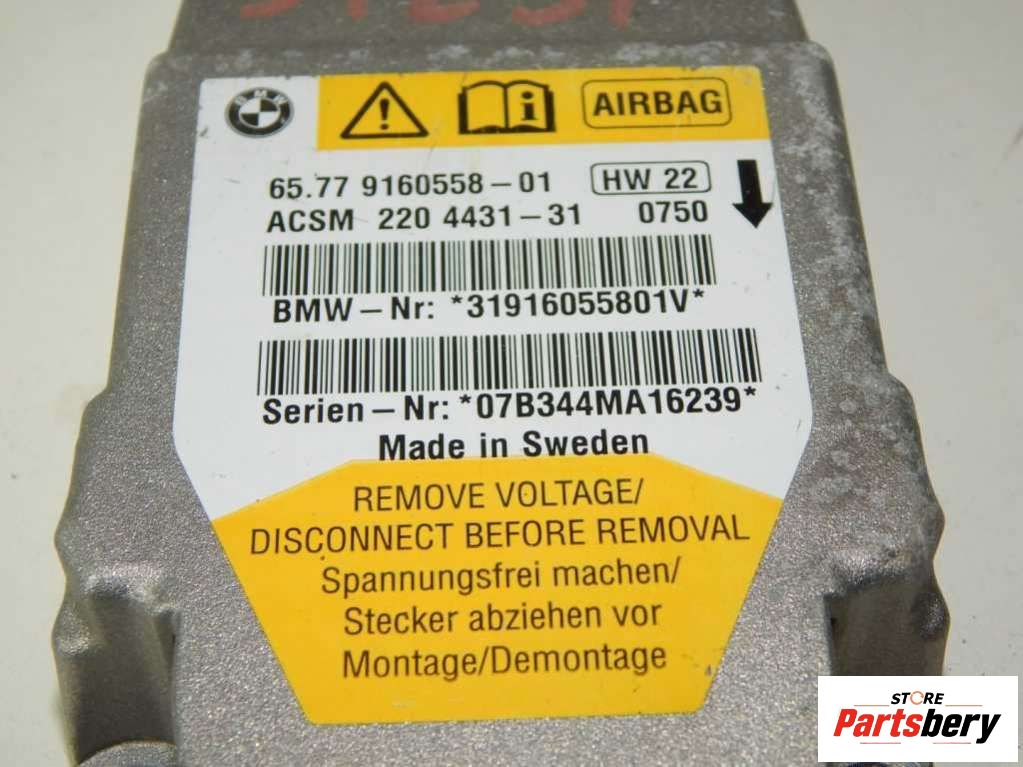 BMW
AIRBAG
65.77 9160558-01 HW 22
ACSM 220 4431-31 0750
BMW-Nr: *31916055801V*
Serien-Nr: *07B344MA16239*
Made in Sweden
REMOVE VOLTAGE/
DISCONNECT BEFORE REMOVAL
Spannungsfrei machen/
Stecker abziehen vor
Montage/Demontage
STORE
Partsbery